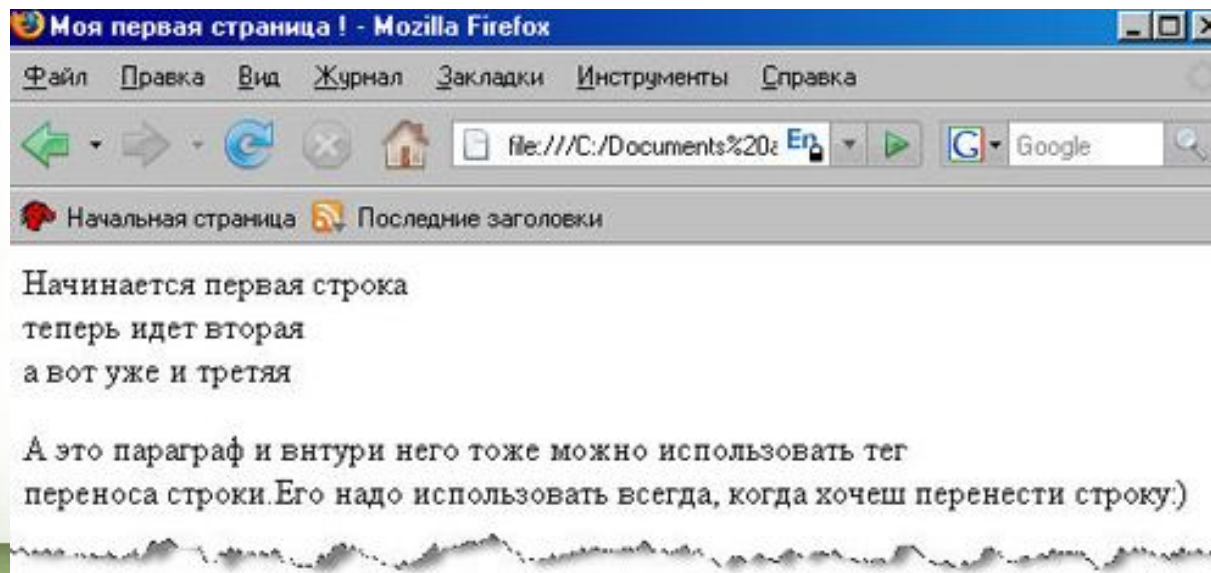 Моя первая страница ! - Mozilla Firefox
Файл Правка Вид Журнал Закладки Инструменты Справка
file:///C:/Documents%20a En G Google
Начальная страница Последние заголовки
Начинается первая строка
теперь идет вторая
а вот уже и третяя
А это параграф и внтури него тоже можно использовать тег
переноса строки.Его надо использовать всегда, когда хочеш перенести строку:)